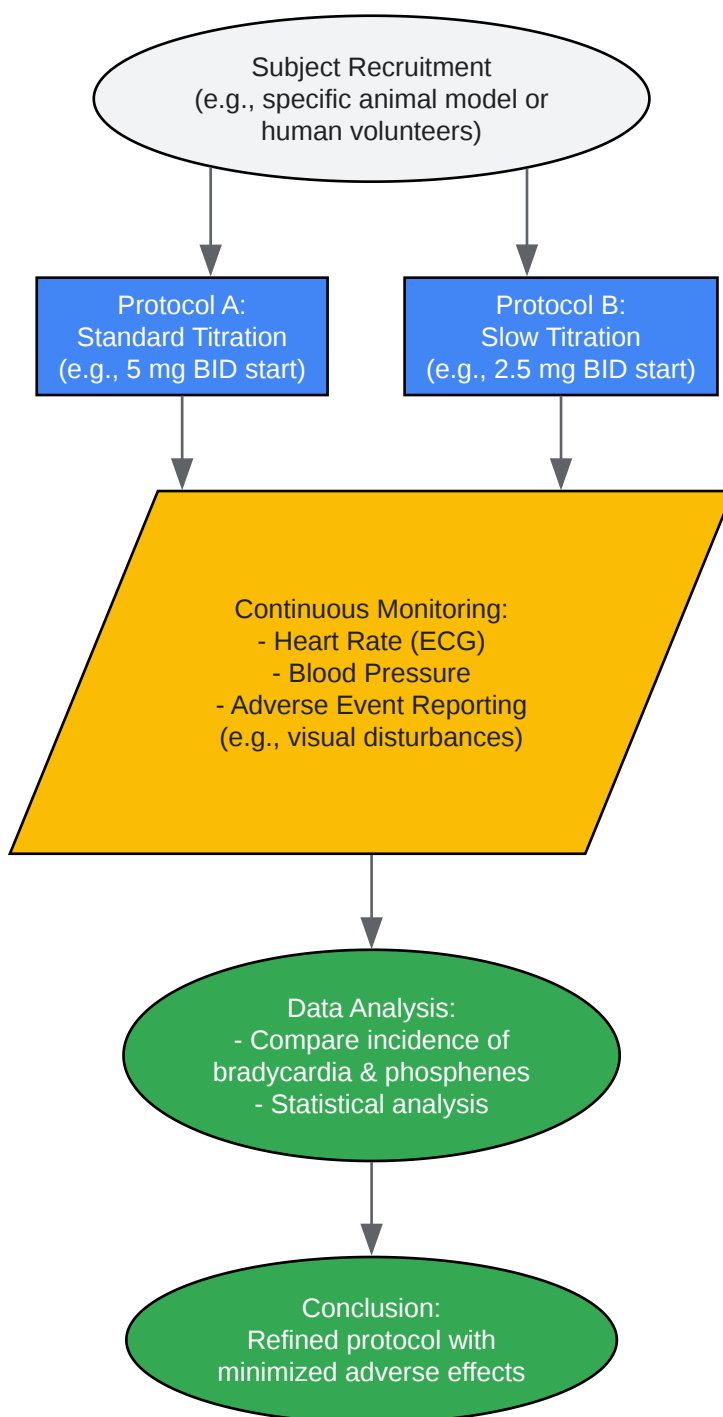 Subject Recruitment
(e.g., specific animal model or
human volunteers)
Protocol A:
Standard Titration
(e.g., 5 mg BID start)
Protocol B:
Slow Titration
(e.g., 2.5 mg BID start)
Continuous Monitoring:
- Heart Rate (ECG)
- Blood Pressure
- Adverse Event Reporting
(e.g., visual disturbances)
Data Analysis:
- Compare incidence of
bradycardia & phosphenes
- Statistical analysis
Conclusion:
Refined protocol with
minimized adverse effects